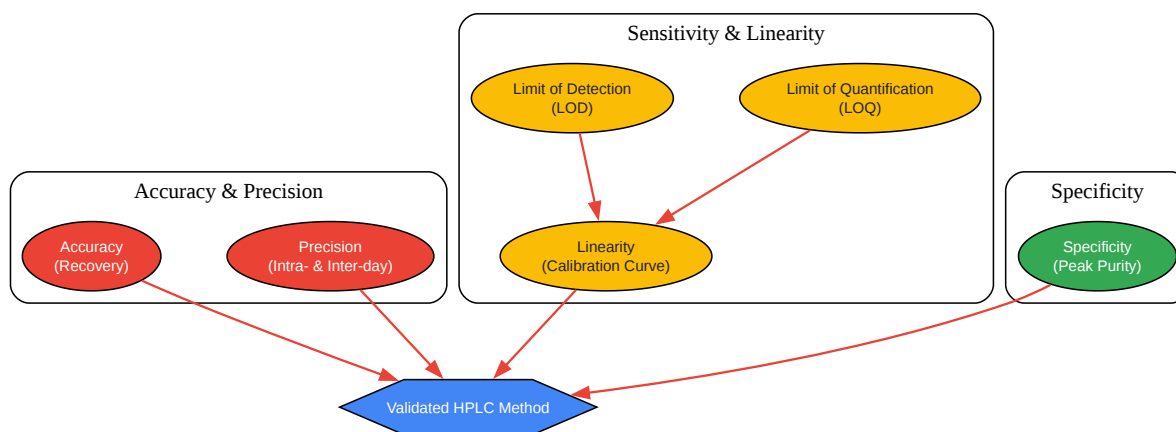 Sensitivity & Linearity
Limit of Detection
(LOD)
Limit of Quantification
(LOQ)
Accuracy & Precision
Specificity
Accuracy
(Recovery)
Precision
(Intra- & Inter-day)
Linearity
(Calibration Curve)
Specificity
(Peak Purity)
Validated HPLC Method